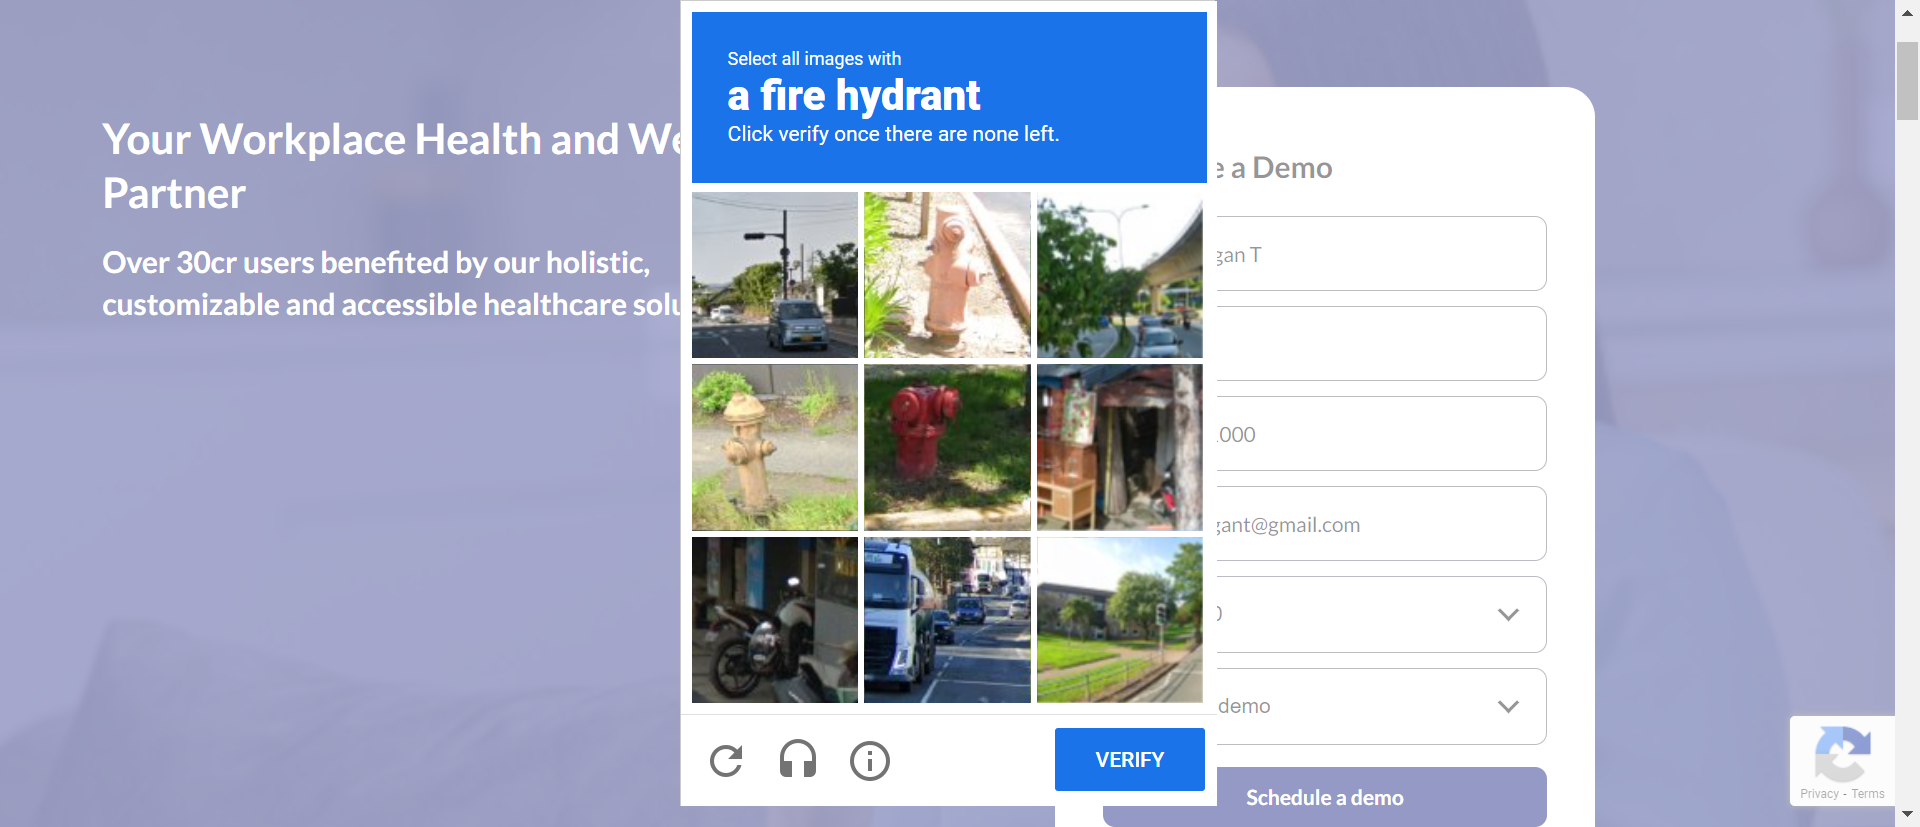 Your Workplace Health and We
Partner
Over 30cr users benefited by our holistic,
customizable and accessible healthcare solu
Select all images with
a fire hydrant
Click verify once there are none left.
VERIFY
e a Demo
gan T
1000
gant@gmail.com
0
demo
Schedule a demo
Privacy - Terms